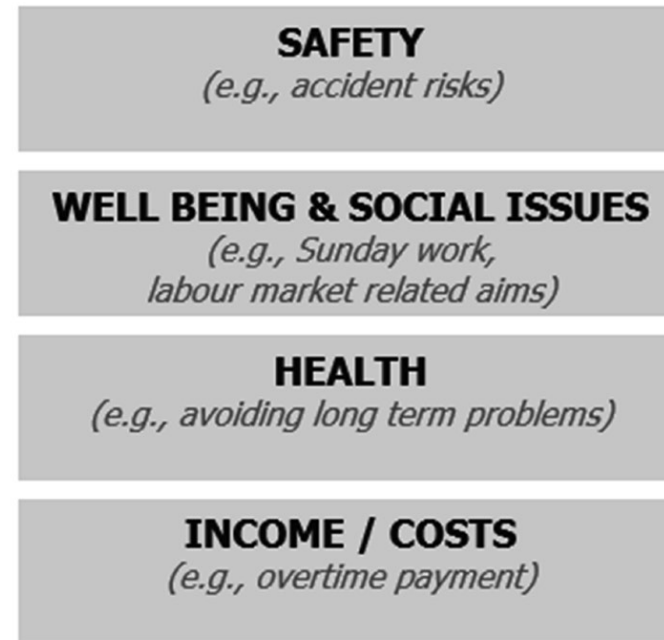 SAFETY
(e.g., accident risks)
WELL BEING & SOCIAL ISSUES
(e.g., Sunday work,
labour market related aims)
HEALTH
(e.g., avoiding long term problems)
INCOME / COSTS
(e.g., overtime payment)